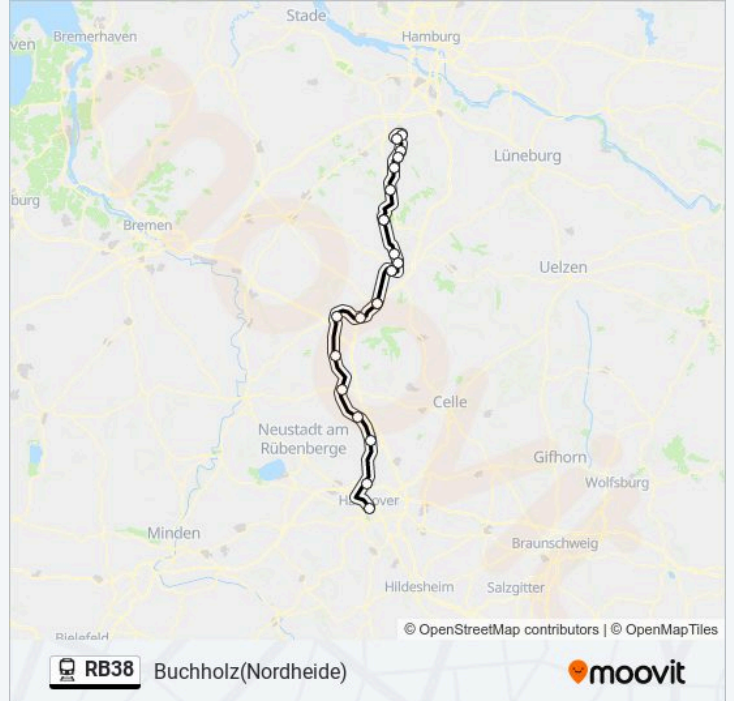 Stade
Hamburg
ven
Bremerhaven
Lüneburg
burg
Bremen
Uelzen
Celle
Neustadt am
Rübenberge
Gifhorn
Wolfsburg
Minden
Braunschweig
Hildesheim
Salzgitter
© OpenStreetMap contributors | © OpenMapTiles
Bielefeld
RB38 Buchholz(Nordheide)
moovit